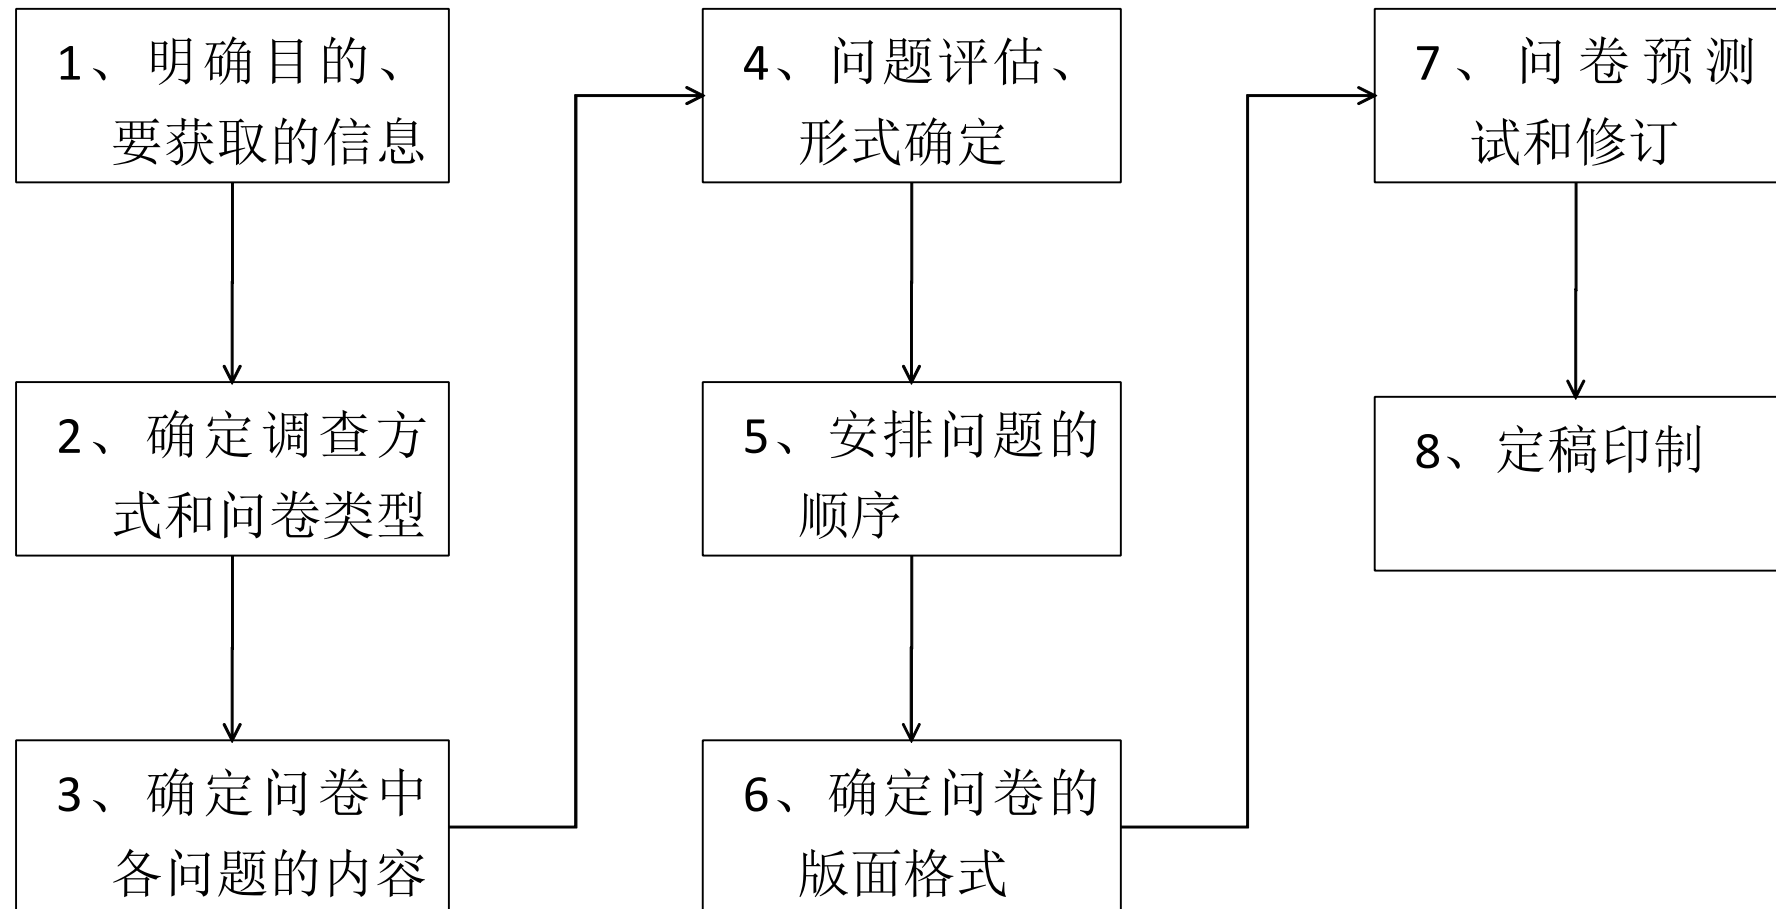 1、明确目的、
要获取的信息
2、确定调查方
式和问卷类型
3、确定问卷中
各问题的内容
4、问题评估、
形式确定
5、安排问题的
顺序
6、确定问卷的
版面格式
7、问卷预测
试和修订
8、定稿印制